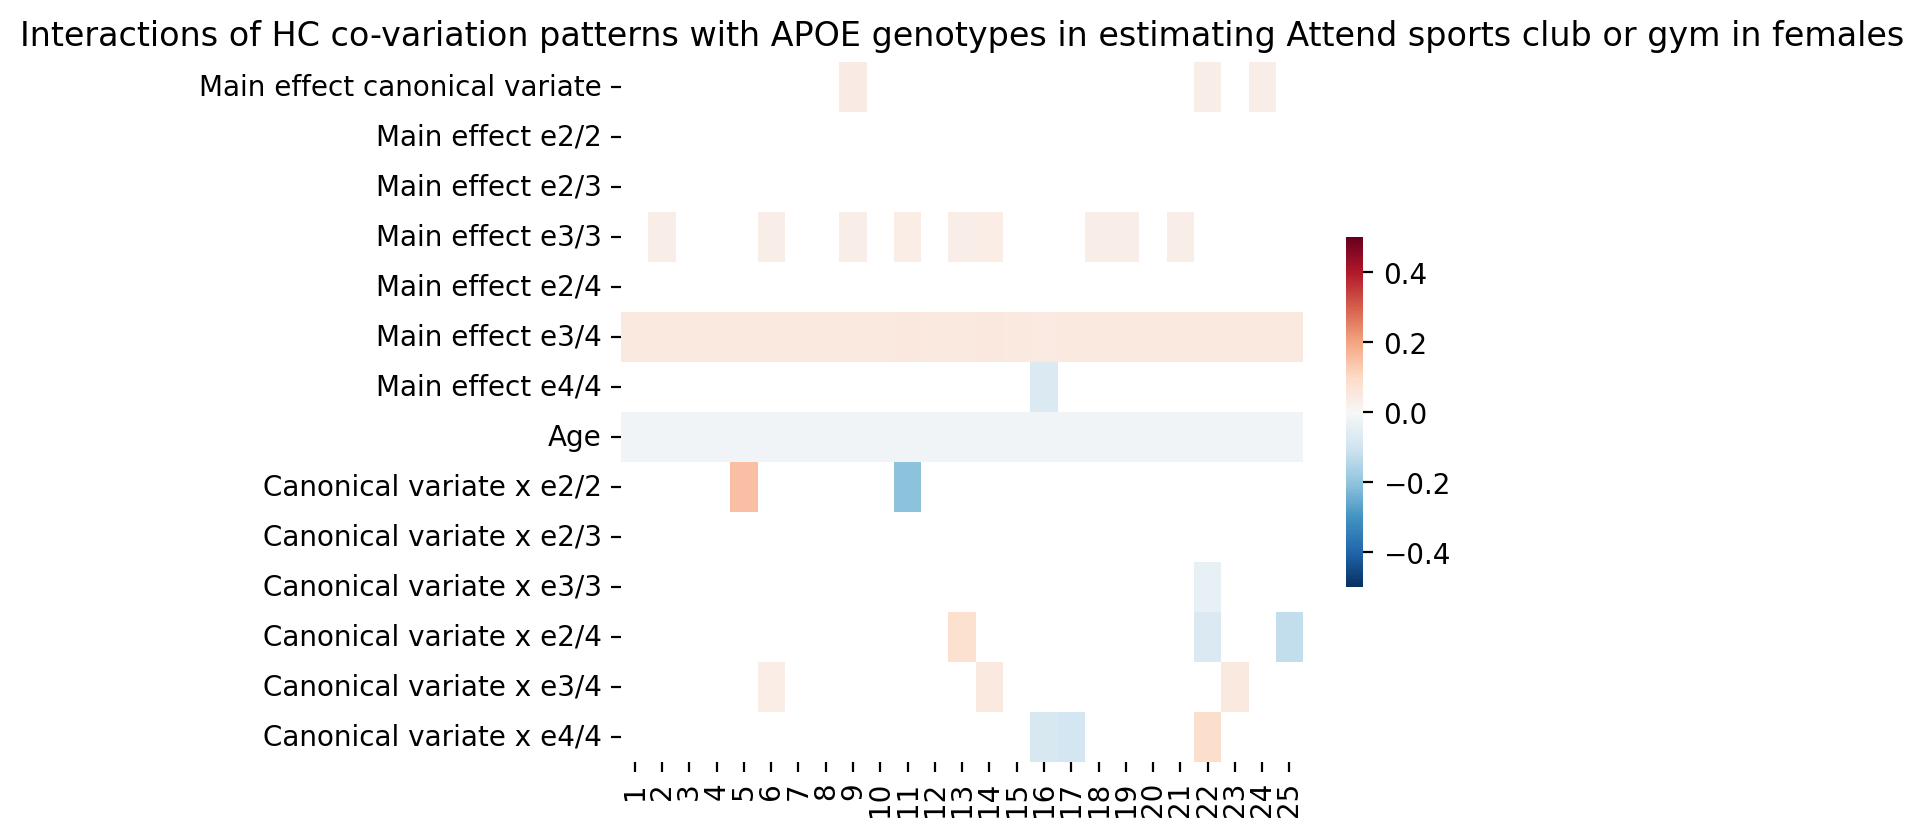 Interactions of HC co-variation patterns with APOE genotypes in estimating Attend sports club or gym in females
Main effect canonical variate
Main effect e2/2
Main effect e2/3
Main effect e3/3
Main effect e2/4
Main effect e3/4
Main effect e4/4
Age
Canonical variate x e2/2
Canonical variate x e2/3
Canonical variate x e3/3
Canonical variate x e2/4
Canonical variate x e3/4
Canonical variate x e4/4
1
2
3
4
5
6
7
8
9
10
11
12
13
14
15
16
17
18
19
20
21
22
23
24
25
0.4
0.2
0.0
−0.2
−0.4